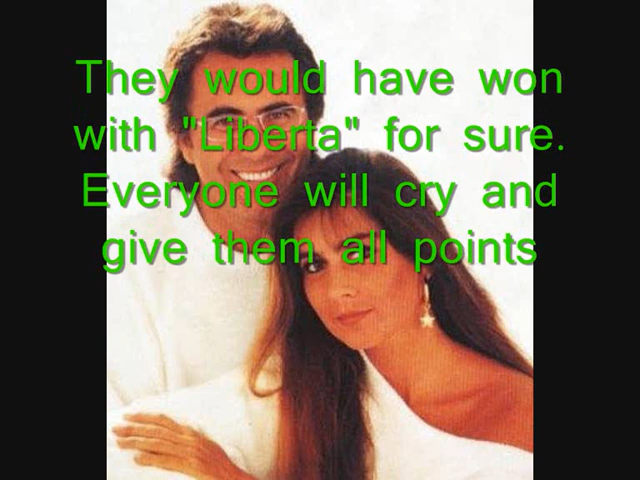 They would have won
with "Liberta" for sure.
Everyone will cry and
give them all points